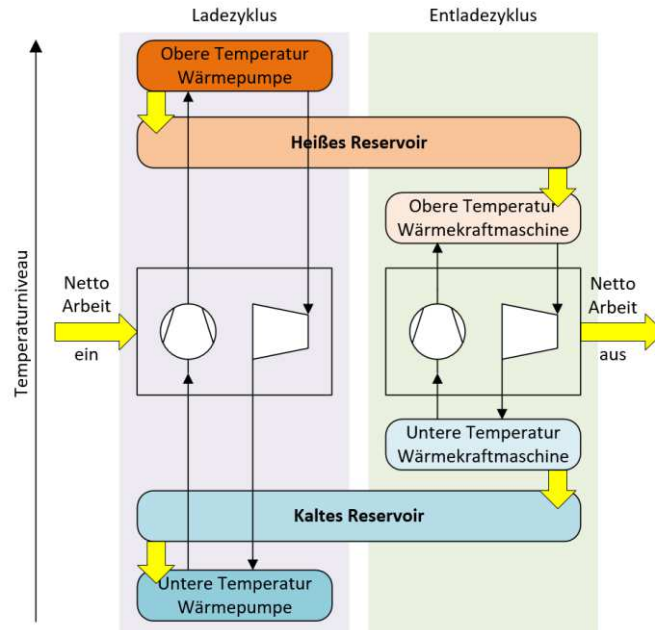 Ladezyklus
Entladezyklus
Obere Temperatur
Wärmepumpe
Heißes Reservoir
Obere Temperatur
Wärmekraftmaschine
Temperaturniveau
Netto
Arbeit
ein
Netto
Arbeit
aus
Untere Temperatur
Wärmekraftmaschine
Kaltes Reservoir
Untere Temperatur
Wärmepumpe